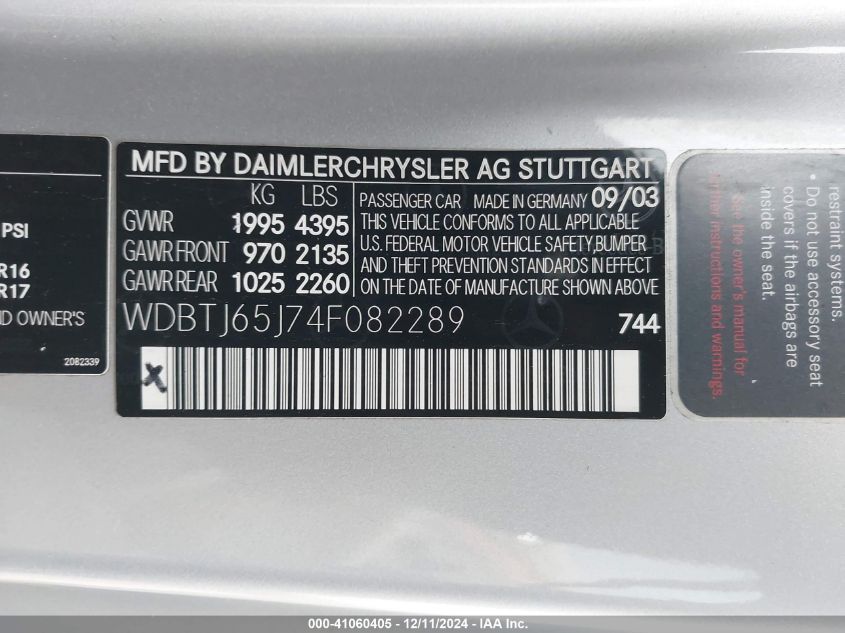 PSI
R16
R17
ND OWNER'S
2082339
MFD BY DAIMLERCHRYSLER AG STUTTGART
KG LBS
GVWR 1995 4395
GAWR FRONT 970 2135
GAWR REAR 1025 2260
PASSENGER CAR MADE IN GERMANY 09/03
THIS VEHICLE CONFORMS TO ALL APPLICABLE
U.S. FEDERAL MOTOR VEHICLE SAFETY,BUMPER
AND THEFT PREVENTION STANDARDS IN EFFECT
ON THE DATE OF MANUFACTURE SHOWN ABOVE
WDBTJ65J74F082289
744
X
restraint systems.
• Do not use accessory seat
covers if the airbags are
inside the seat.
See the owner's manual for
further instructions and warnings.
000-41060405 - 12/11/2024 - IAA Inc.